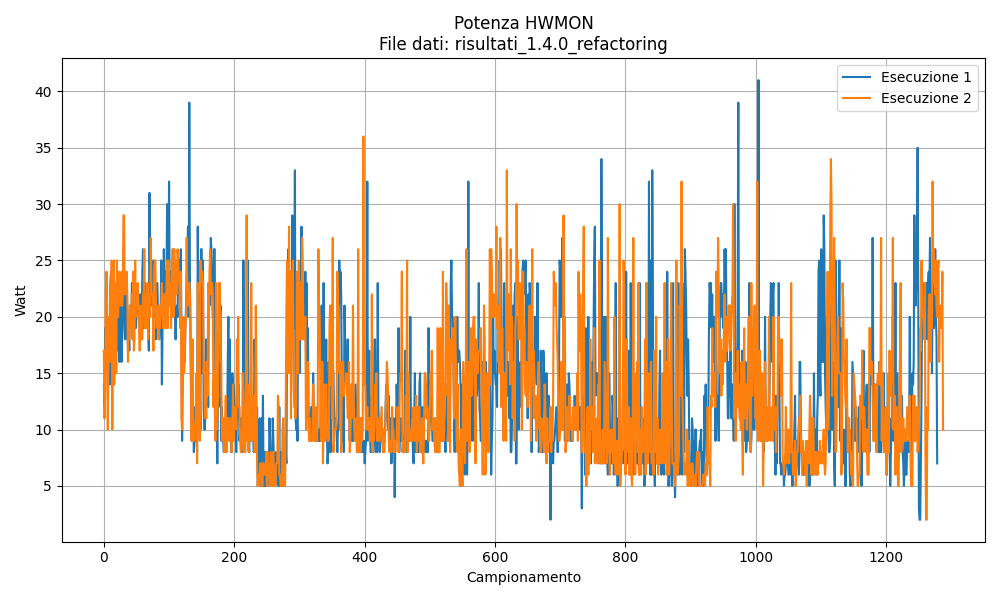 Potenza HWMON
File dati: risultati_1.4.0_refactoring
Esecuzione 1
Esecuzione 2
Watt
40
35
30
25
20
15
10
5
0
200
400
600
800
1000
1200
Campionamento